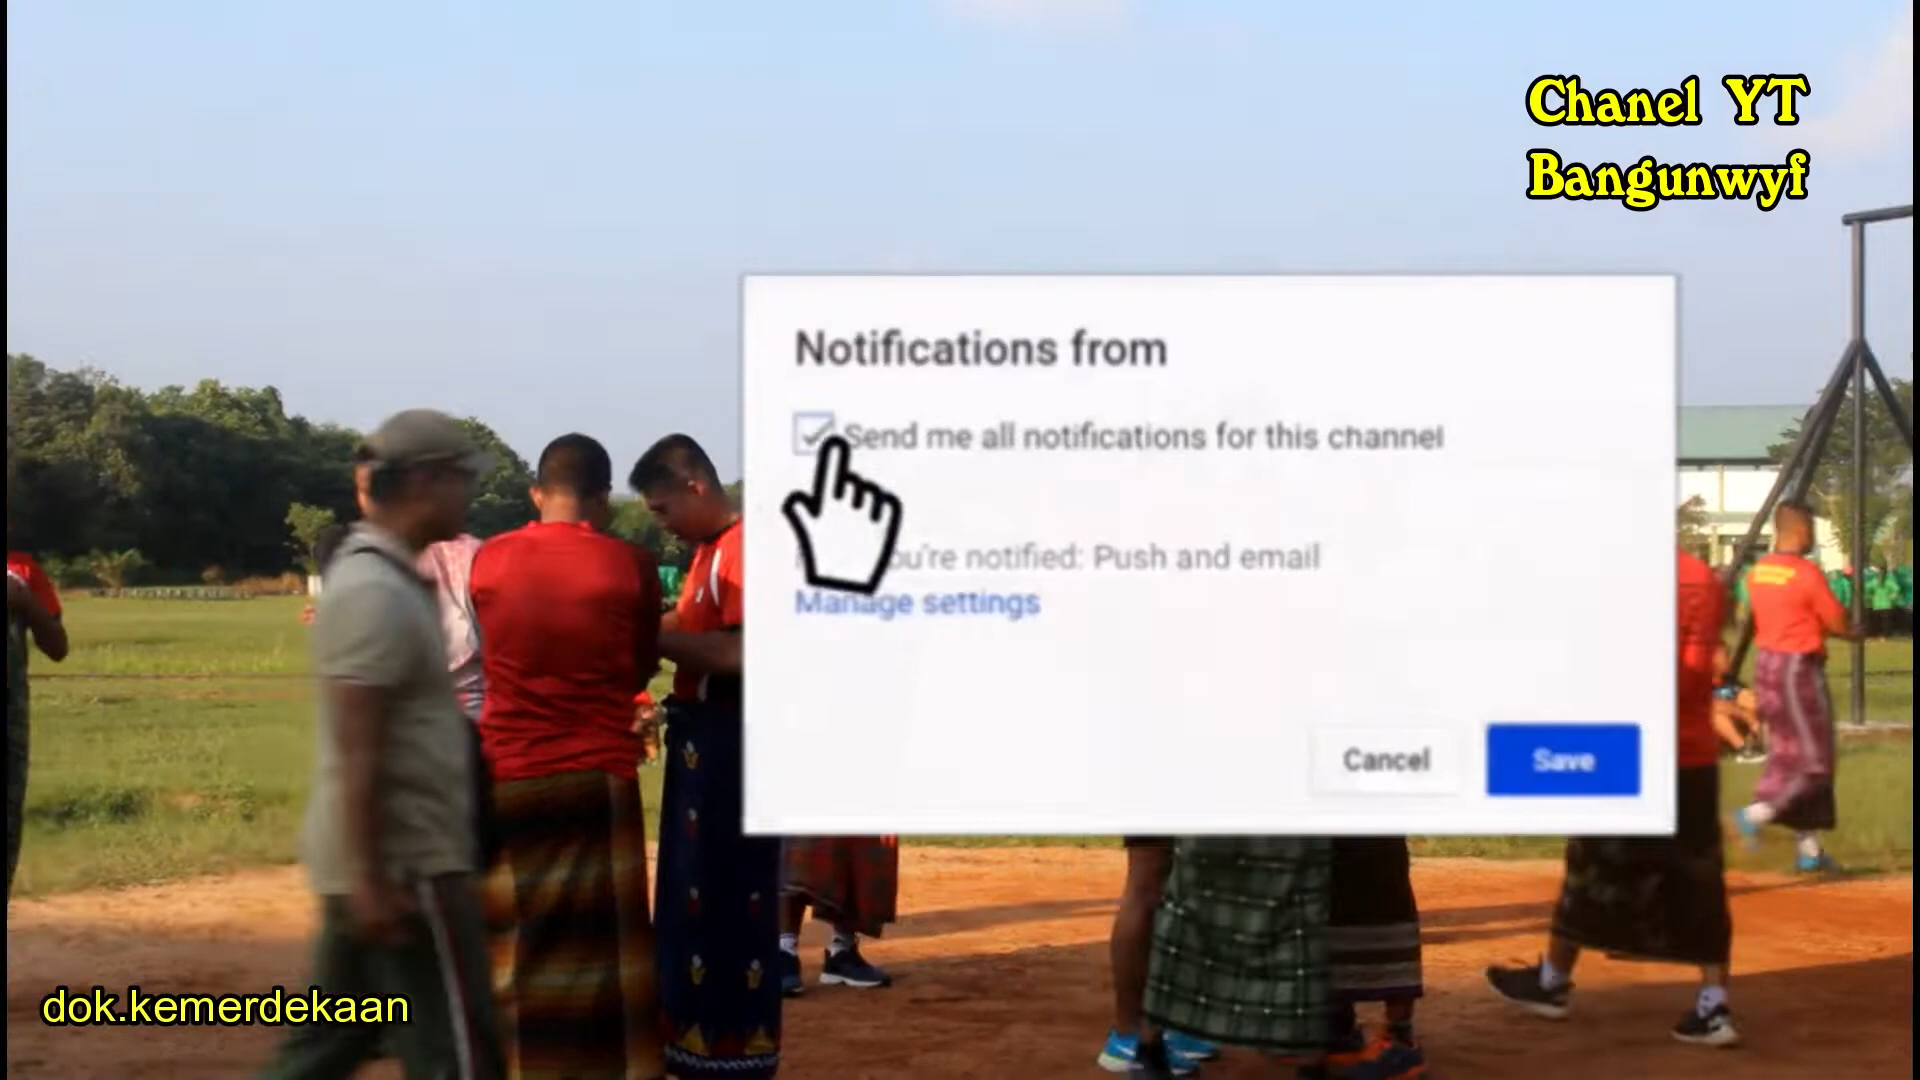 Chanel YT
Bangunwyf
Notifications from
Send me all notifications for this channel
ou're notified: Push and email
Manage settings
Cancel
Save
dok.kemerdekaan